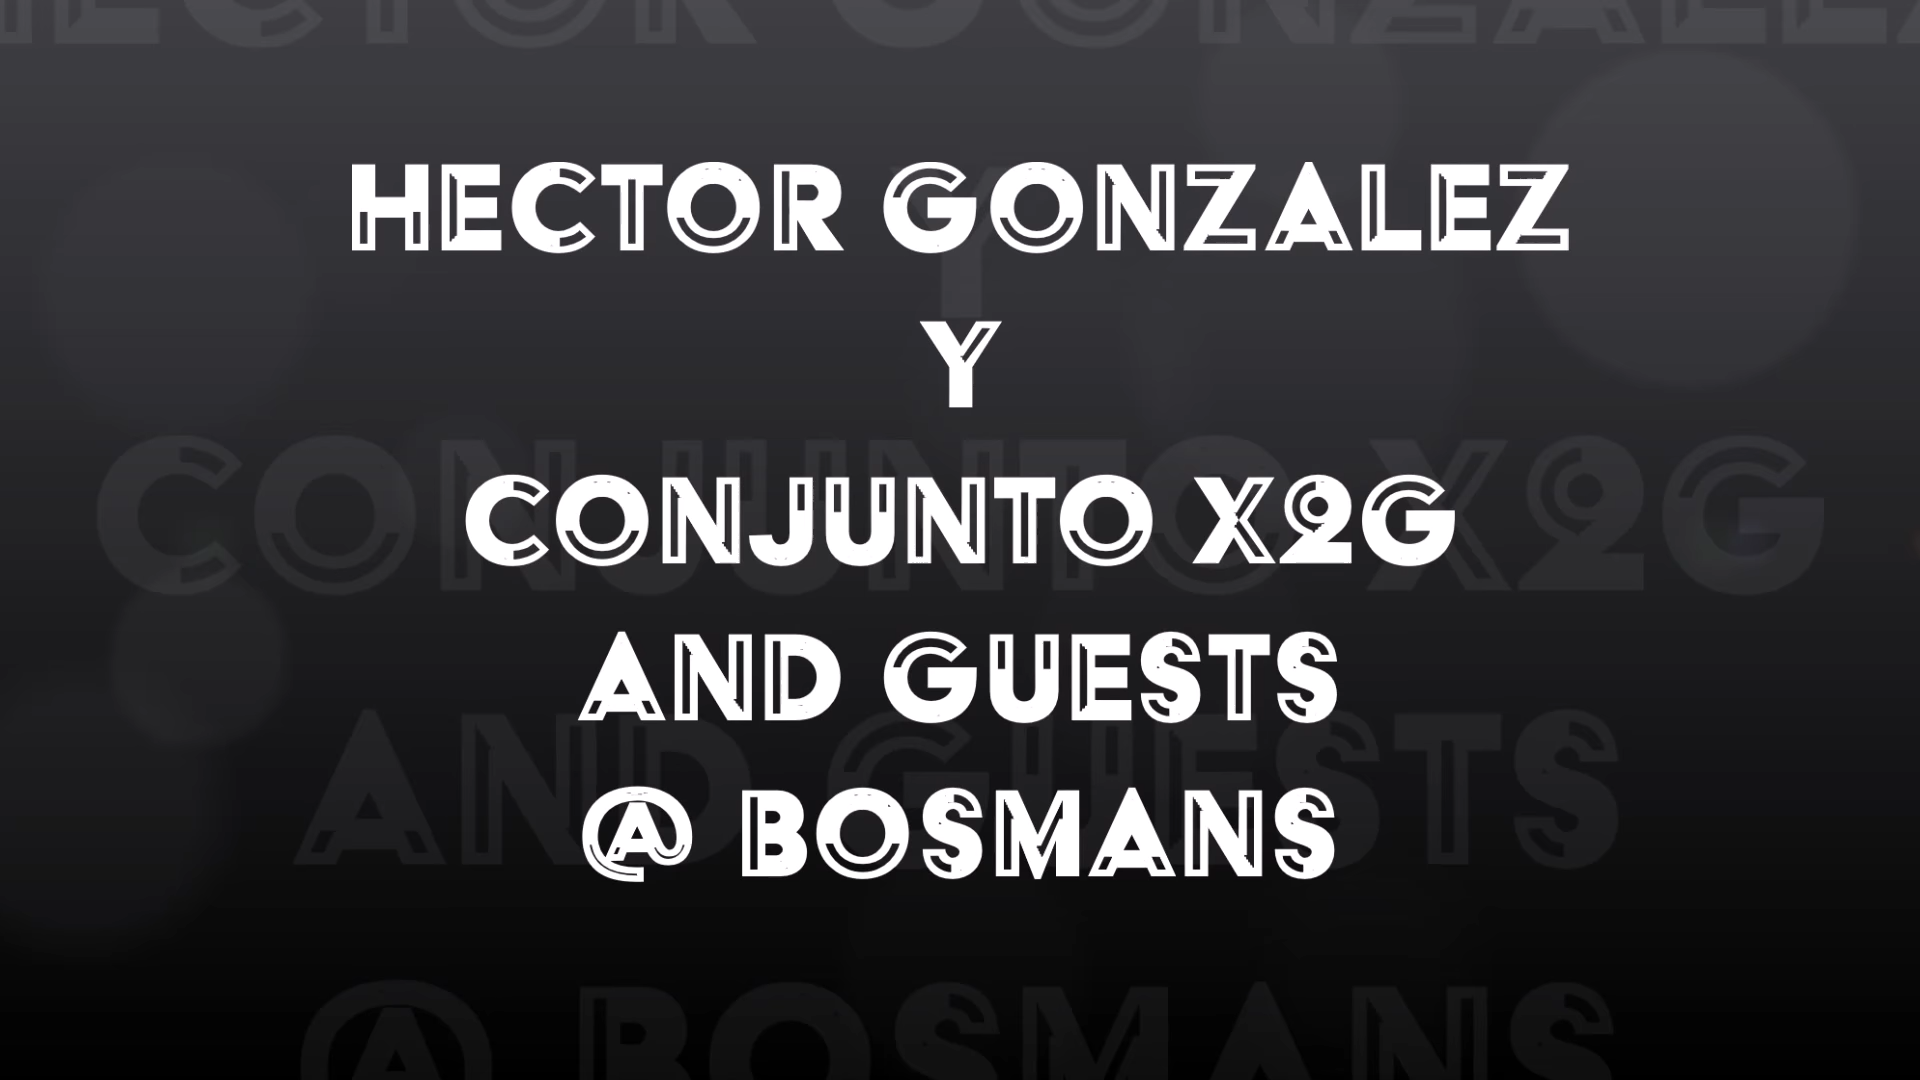 HECTOR GONZALEZ
Y
CONJUNTO X2G
AND GUESTS
@ BOSMANS